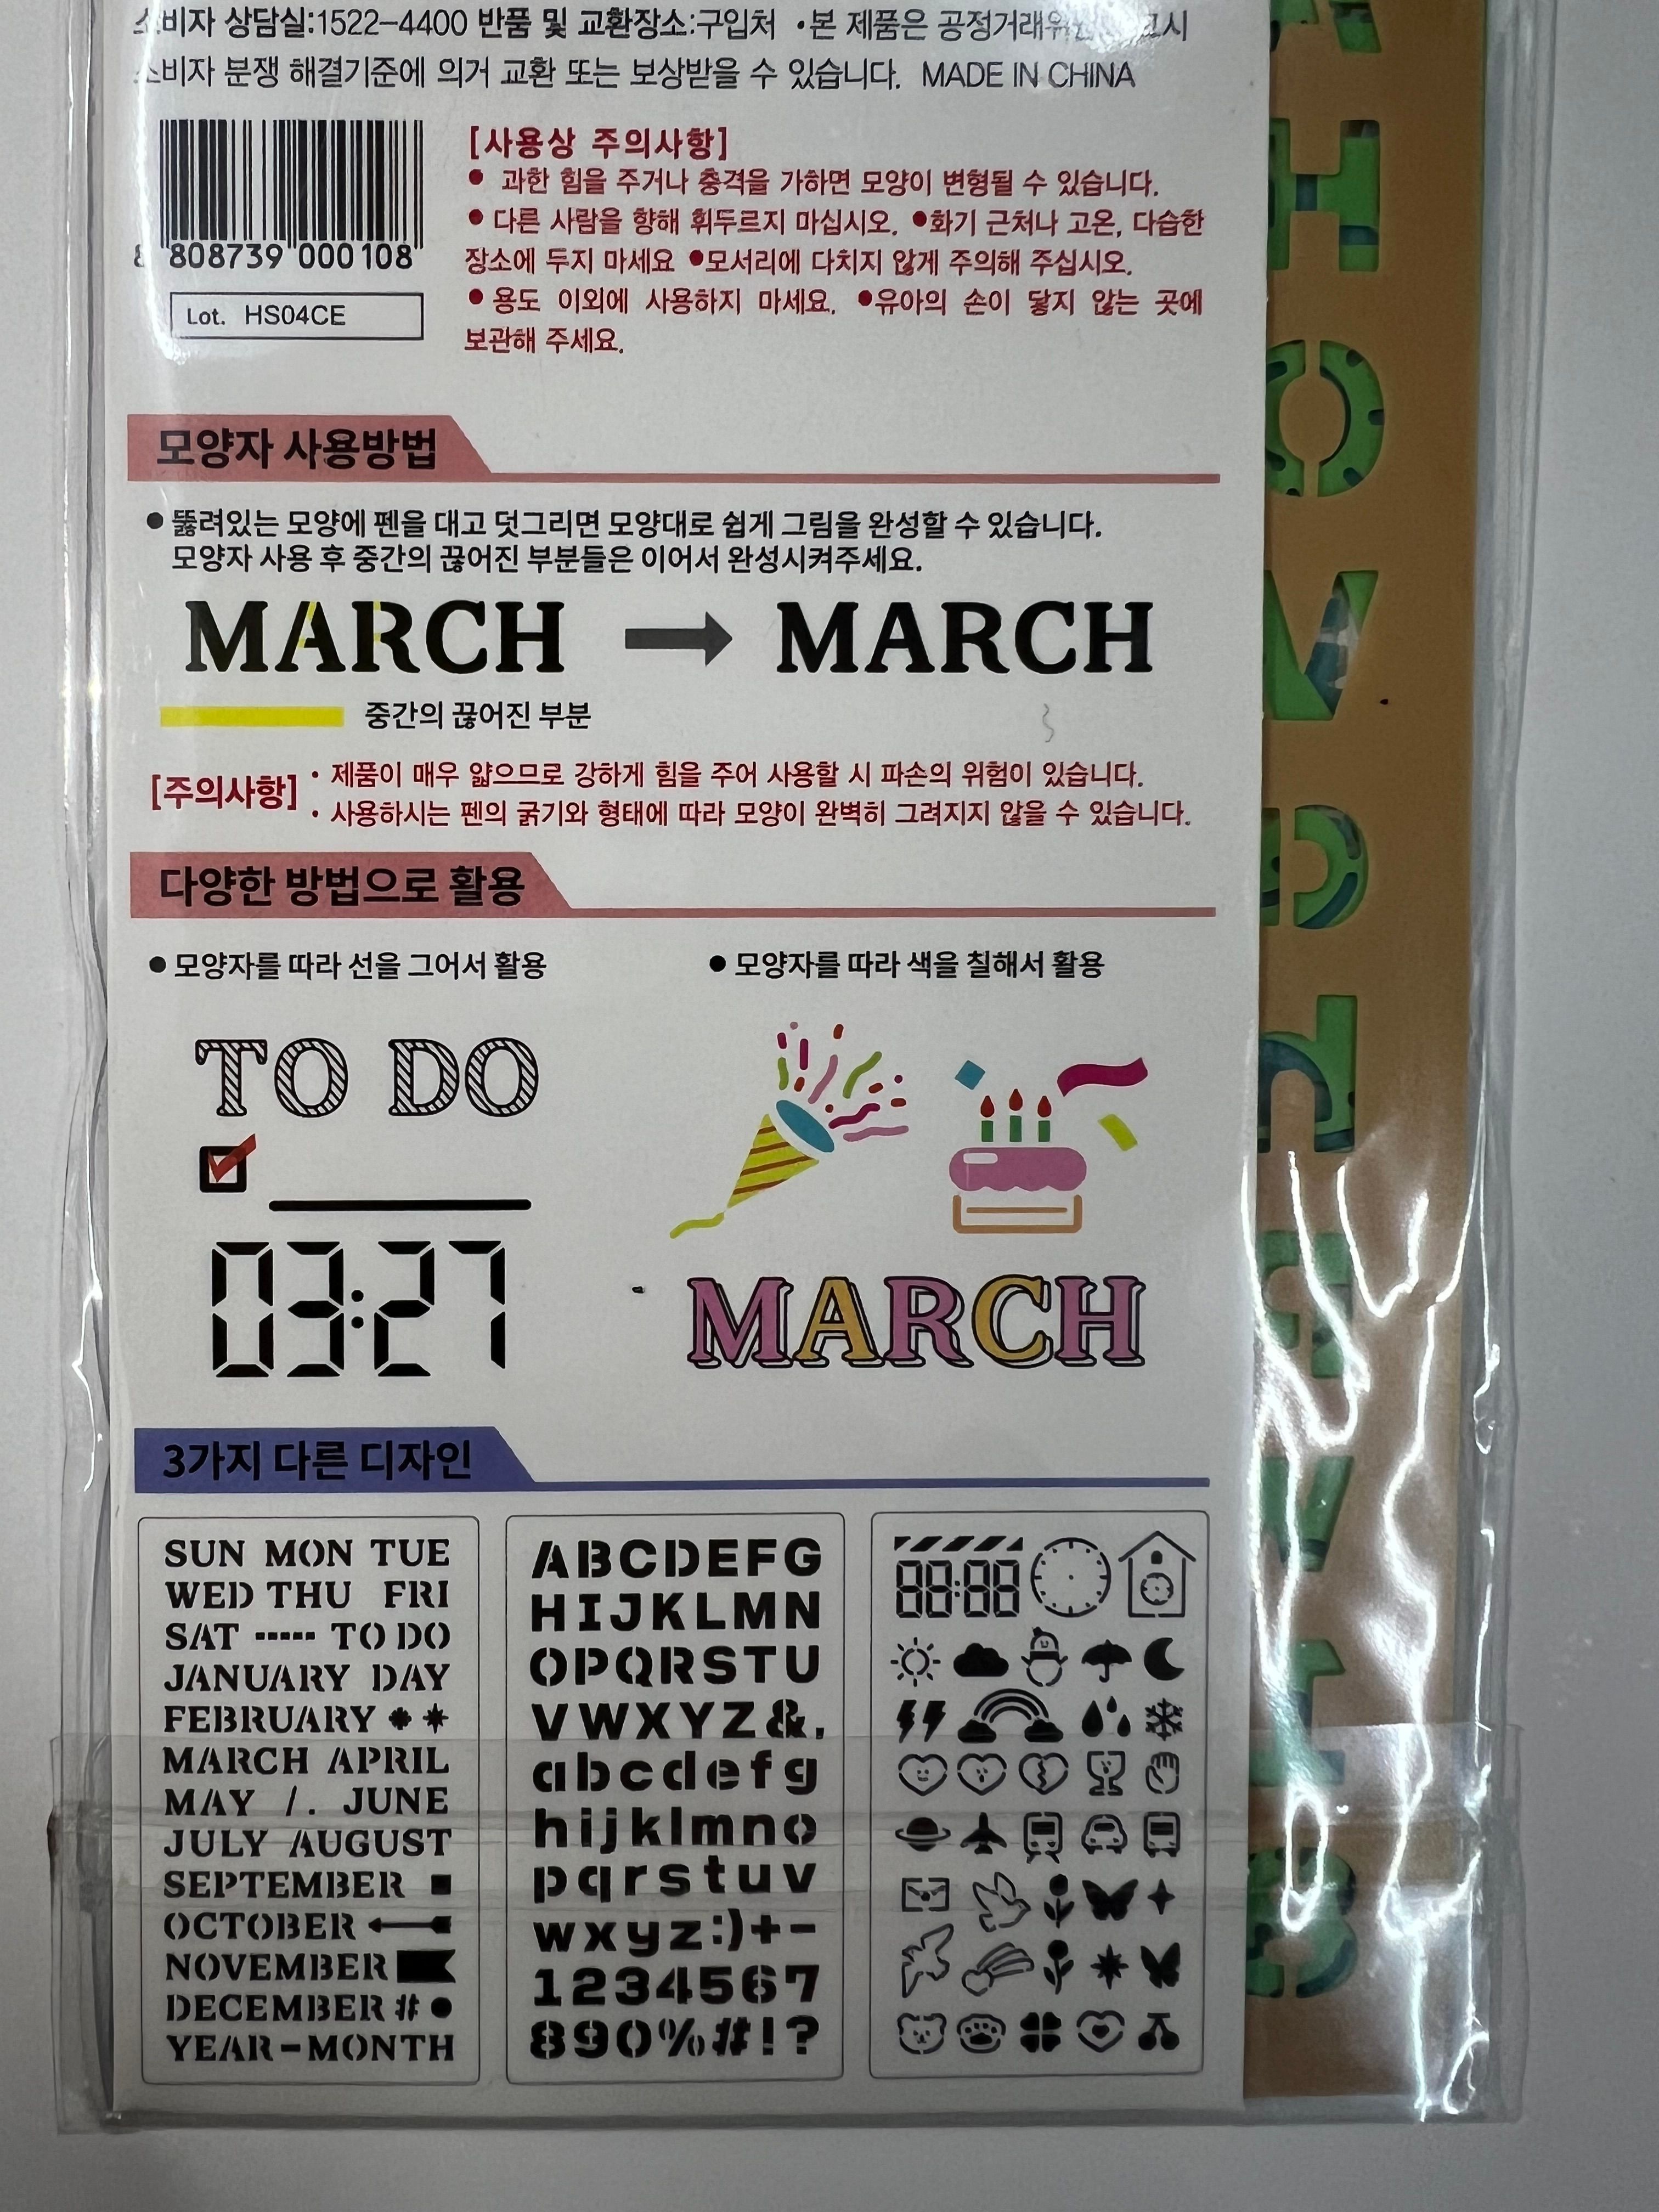 소비자 상담실:1522-4400 반품 및 교환장소:구입처 •본 제품은
소비자 분쟁 해결기준에 의거 교환 또는 보상받을 수 있습니다. MADE IN CHINA
8 808739 000108
Lot. HS04CE
[사용상 주의사항]
● 과한 힘을 주거나 충격을 가하면 모양이 변형될 수 있습니다.
● 다른 사람을 향해 휘두르지 마십시오. ●화기 근처나 고온, 다습한
장소에 두지 마세요 ●모서리에 다치지 않게 주의해 주십시오.
● 용도 이외에 사용하지 마세요. ●유아의 손이 닿지 않는 곳에
보관해 주세요.
모양자 사용방법
● 뚫려있는 모양에 펜을 대고 덧그리면 모양대로 쉽게 그림을 완성할 수 있습니다.
모양자 사용 후 중간의 끊어진 부분들은 이어서 완성시켜주세요.
MARCH → MARCH
중간의 끊어진 부분
[주의사항]
• 제품이 매우 얇으므로 강하게 힘을 주어 사용할 시 파손의 위험이 있습니다.
• 사용하시는 펜의 굵기와 형태에 따라 모양이 완벽히 그려지지 않을 수 있습니다.
다양한 방법으로 활용
● 모양자를 따라 선을 그어서 활용
● 모양자를 따라 색을 칠해서 활용
TO DO
03:27
MARCH
3가지 다른 디자인
SUN MON TUE
WED THU FRI
SAT ----- TO DO
JANUARY DAY
FEBRUARY
MARCH APRIL
MAY /. JUNE
JULY AUGUST
SEPTEMBER ■
OCTOBER
NOVEMBER
DECEMBER # ●
YEAR-MONTH
ABCDEFG
HIJKLMN
OPQRSTU
VWXYZ&,
abcdefg
hijklmno
pqrstuv
wxyz:)+-
1234567
890%#!?
88:88